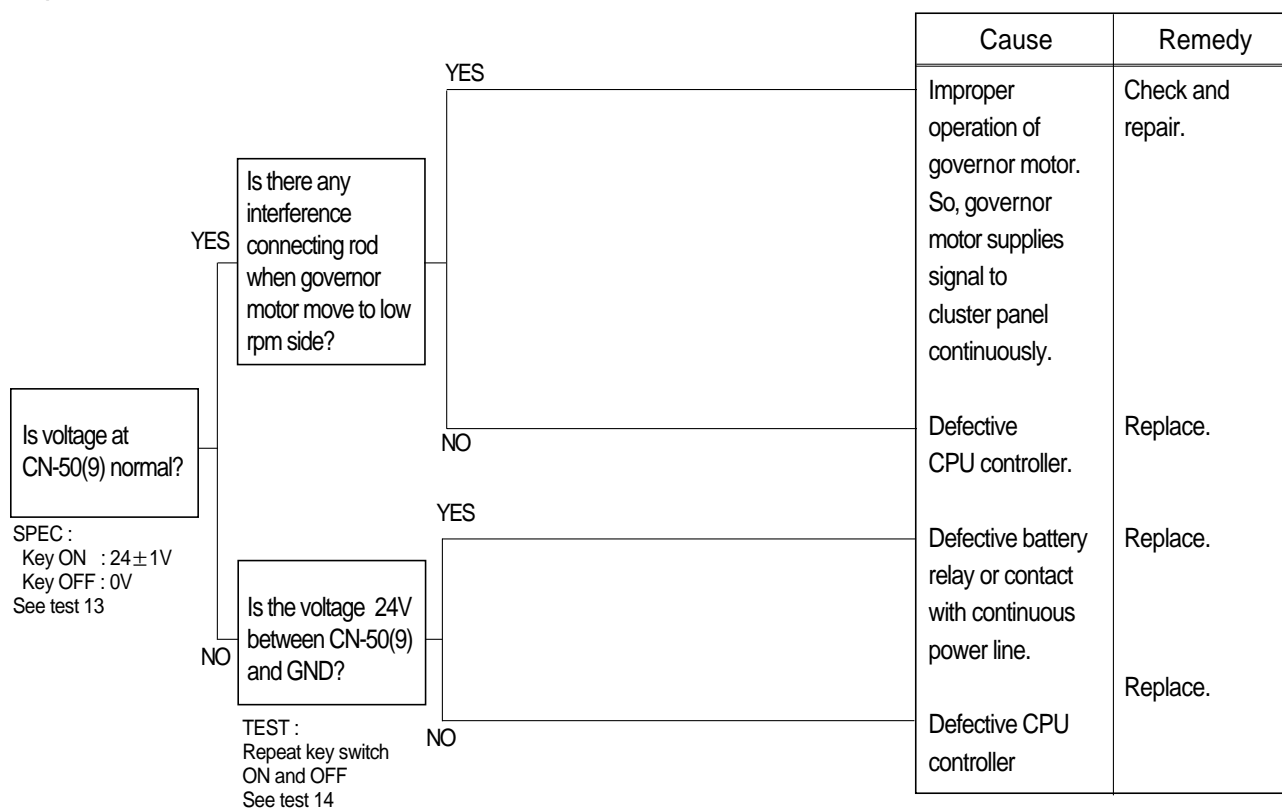 Is voltage at
CN-50(9) normal?
SPEC :
Key ON : 24±1V
Key OFF : 0V
See test 13
YES
Is there any
interference
connecting rod
when governor
motor move to low
rpm side?
NO
Is the voltage 24V
between CN-50(9)
and GND?
TEST :
Repeat key switch
ON and OFF
See test 14
YES
NO
YES
NO
Cause
Remedy
Improper
operation of
governor motor.
So, governor
motor supplies
signal to
cluster panel
continuously.
Check and
repair.
Defective
CPU controller.
Replace.
Defective battery
relay or contact
with continuous
power line.
Replace.
Defective CPU
controller
Replace.